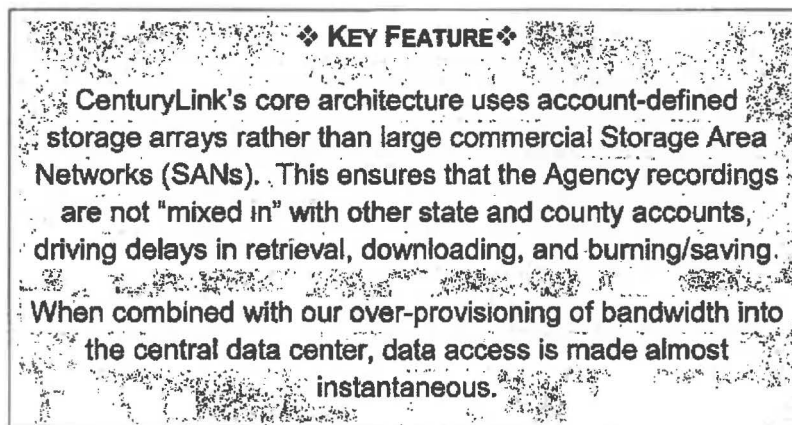 ❖ KEY FEATURE❖
CenturyLink's core architecture uses account-defined
storage arrays rather than large commercial Storage Area
Networks (SANs). This ensures that the Agency recordings
are not "mixed in" with other state and county accounts,
driving delays in retrieval, downloading, and burning/saving.
When combined with our over-provisioning of bandwidth into
the central data center, data access is made almost
instantaneous.